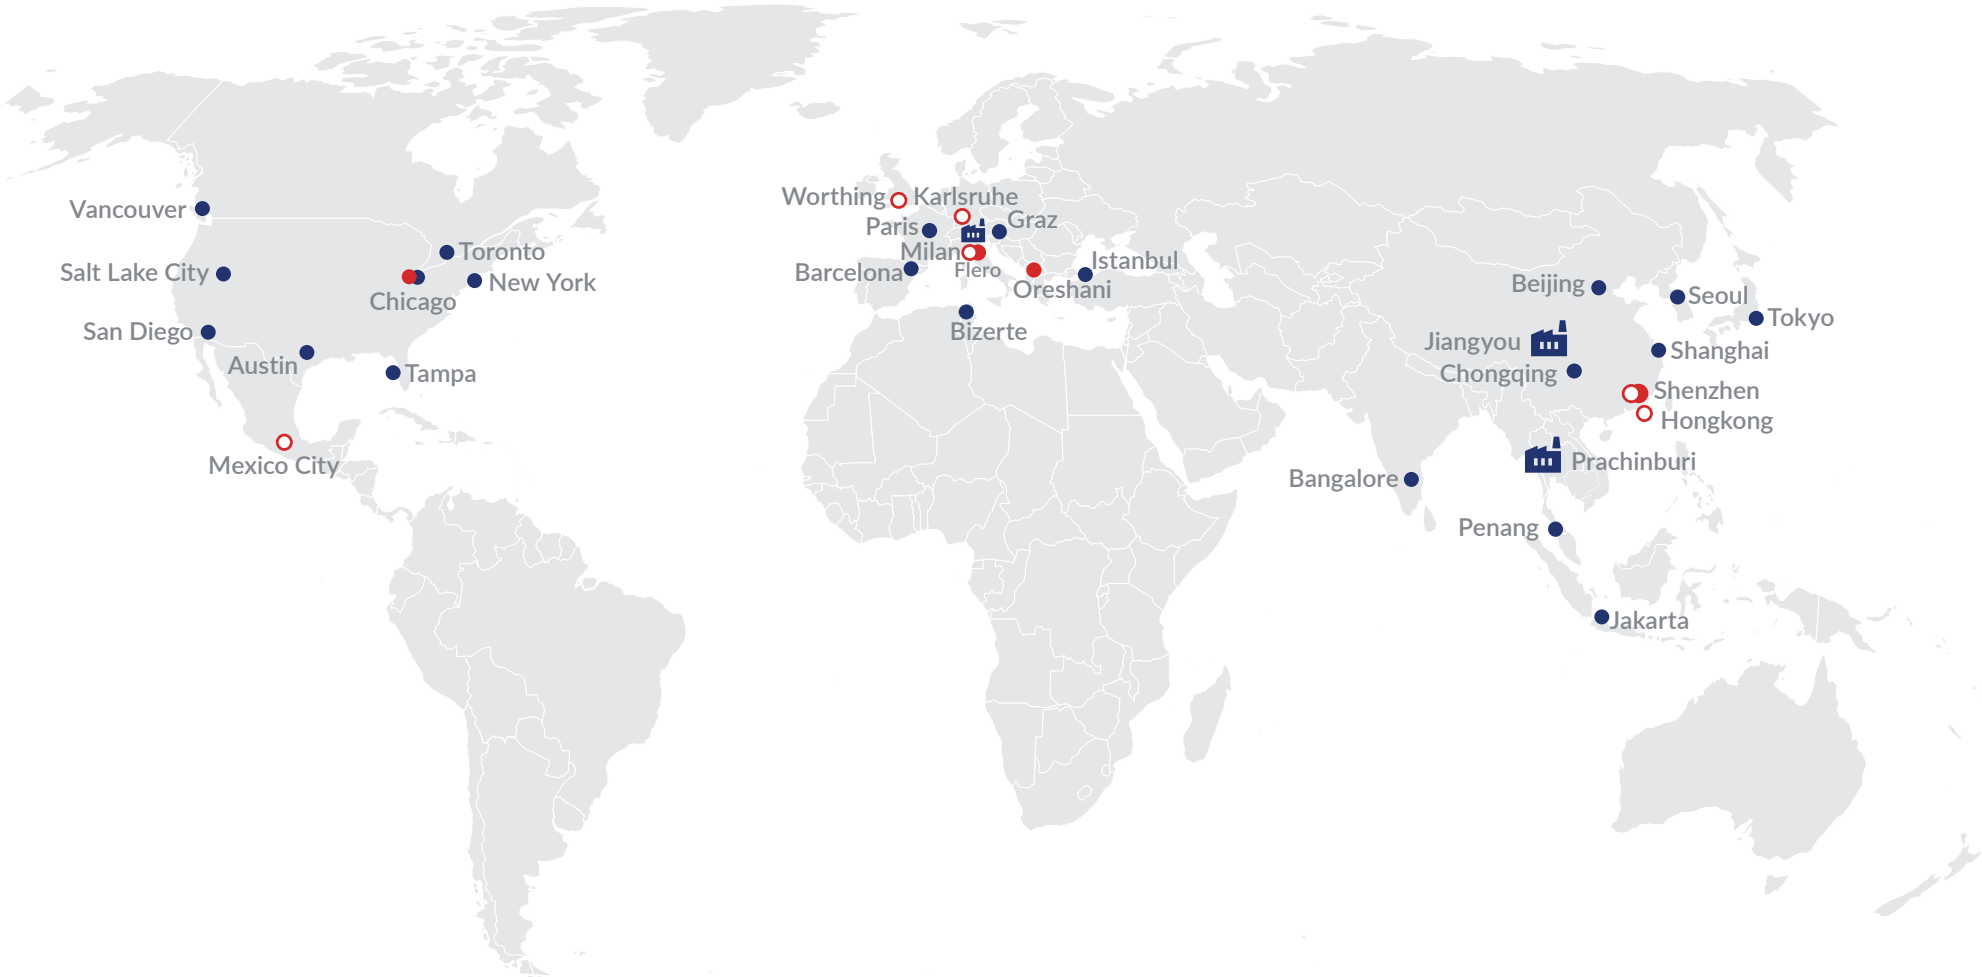 Vancouver
Toronto
Salt Lake City
New York
Chicago
San Diego
Austin
Tampa
Mexico City
Worthing
Karlsruhe
Paris
Graz
Milan
Flero
Barcelona
Istanbul
Oreshani
Bizerte
Beijing
Seoul
Tokyo
Jiangyou
Shanghai
Chongqing
Shenzhen
Hongkong
Prachinburi
Bangalore
Penang
Jakarta